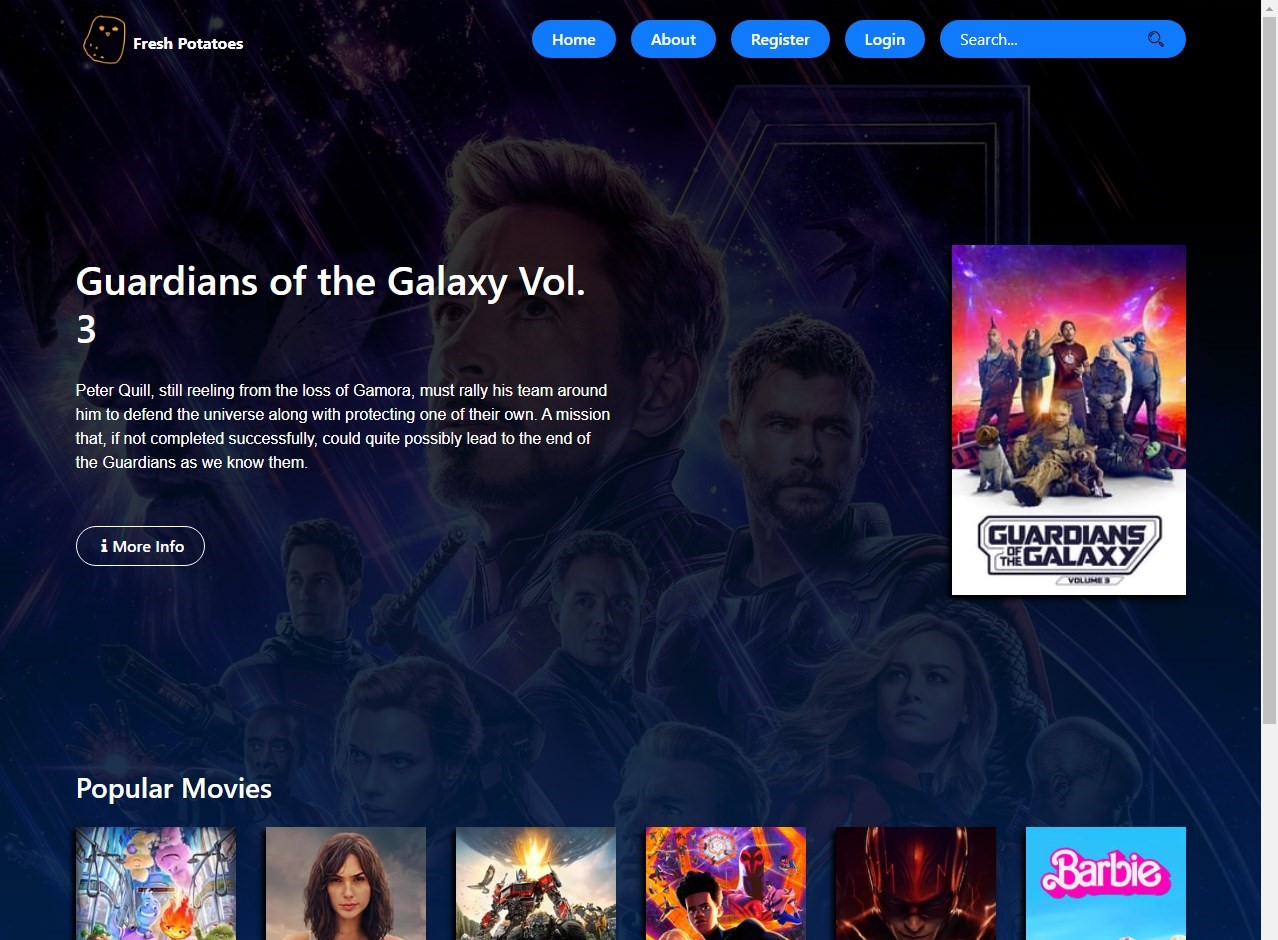 Fresh Potatoes
Home
About
Register
Login
Search...
Guardians of the Galaxy Vol.
3
Peter Quill, still reeling from the loss of Gamora, must rally his team around
him to defend the universe along with protecting one of their own. A mission
that, if not completed successfully, could quite possibly lead to the end of
the Guardians as we know them.
GUARDIANS
OF THE GALAXY
VOLUME 3
More Info
Popular Movies
Barbie